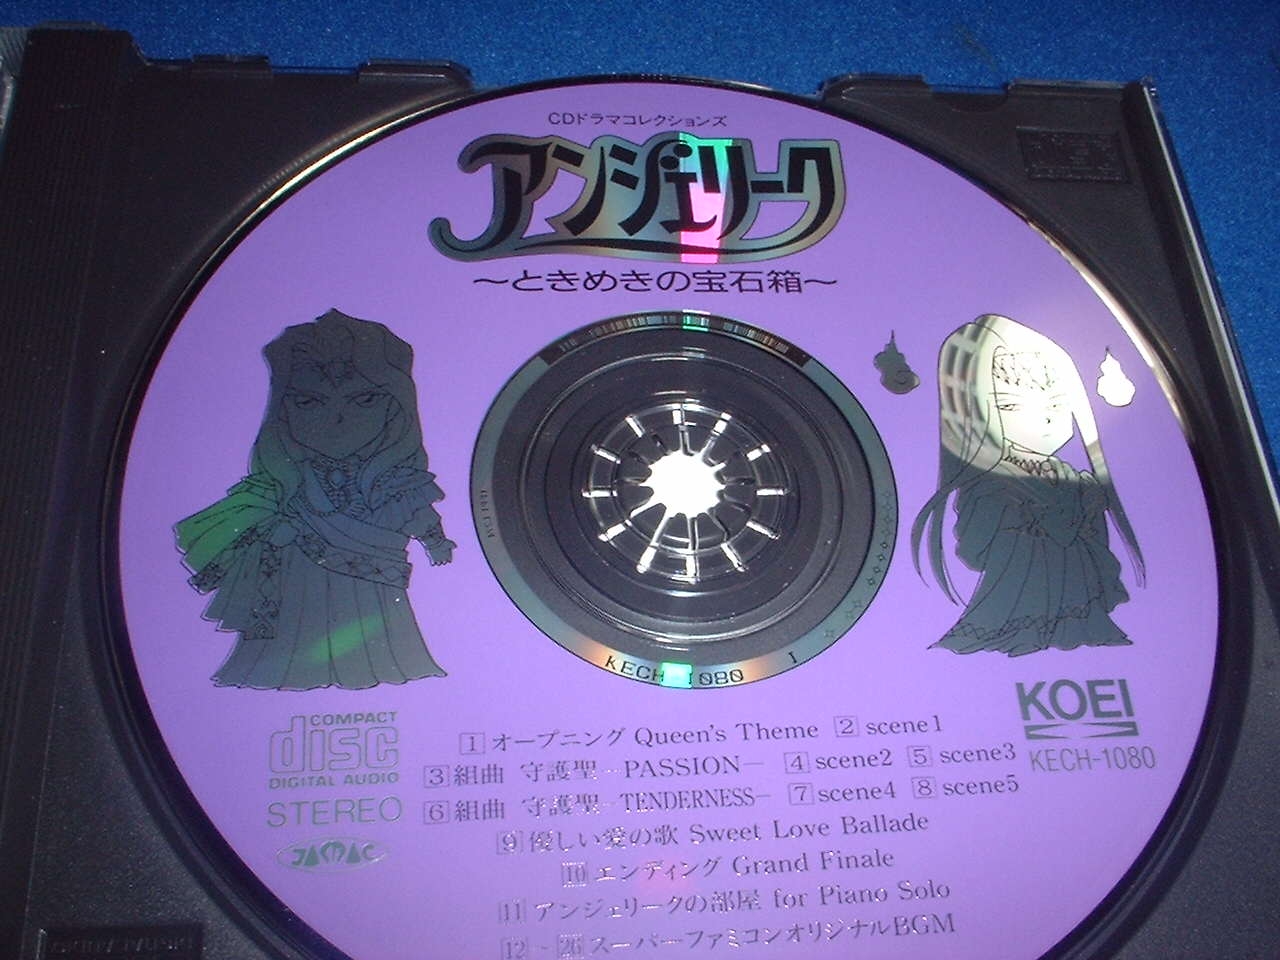 CDドラマコレクションズ
アンジェリーク
～ときめきの宝石箱～
KECH-1080 1
COMPACT
disc
DIGITAL AUDIO
STEREO
JAMAC
KOEI
KECH-1080
1 オープニング Queen's Theme 2 scene1
3 組曲 守護聖 —PASSION— 4 scene2 5 scene3
6 組曲 守護聖 —TENDERNESS— 7 scene4 8 scene5
9 優しい愛の歌 Sweet Love Ballade
10 エンディング Grand Finale
11 アンジェリークの部屋 for Piano Solo
12 ~ 26 スーパーファミコンオリジナルBGM